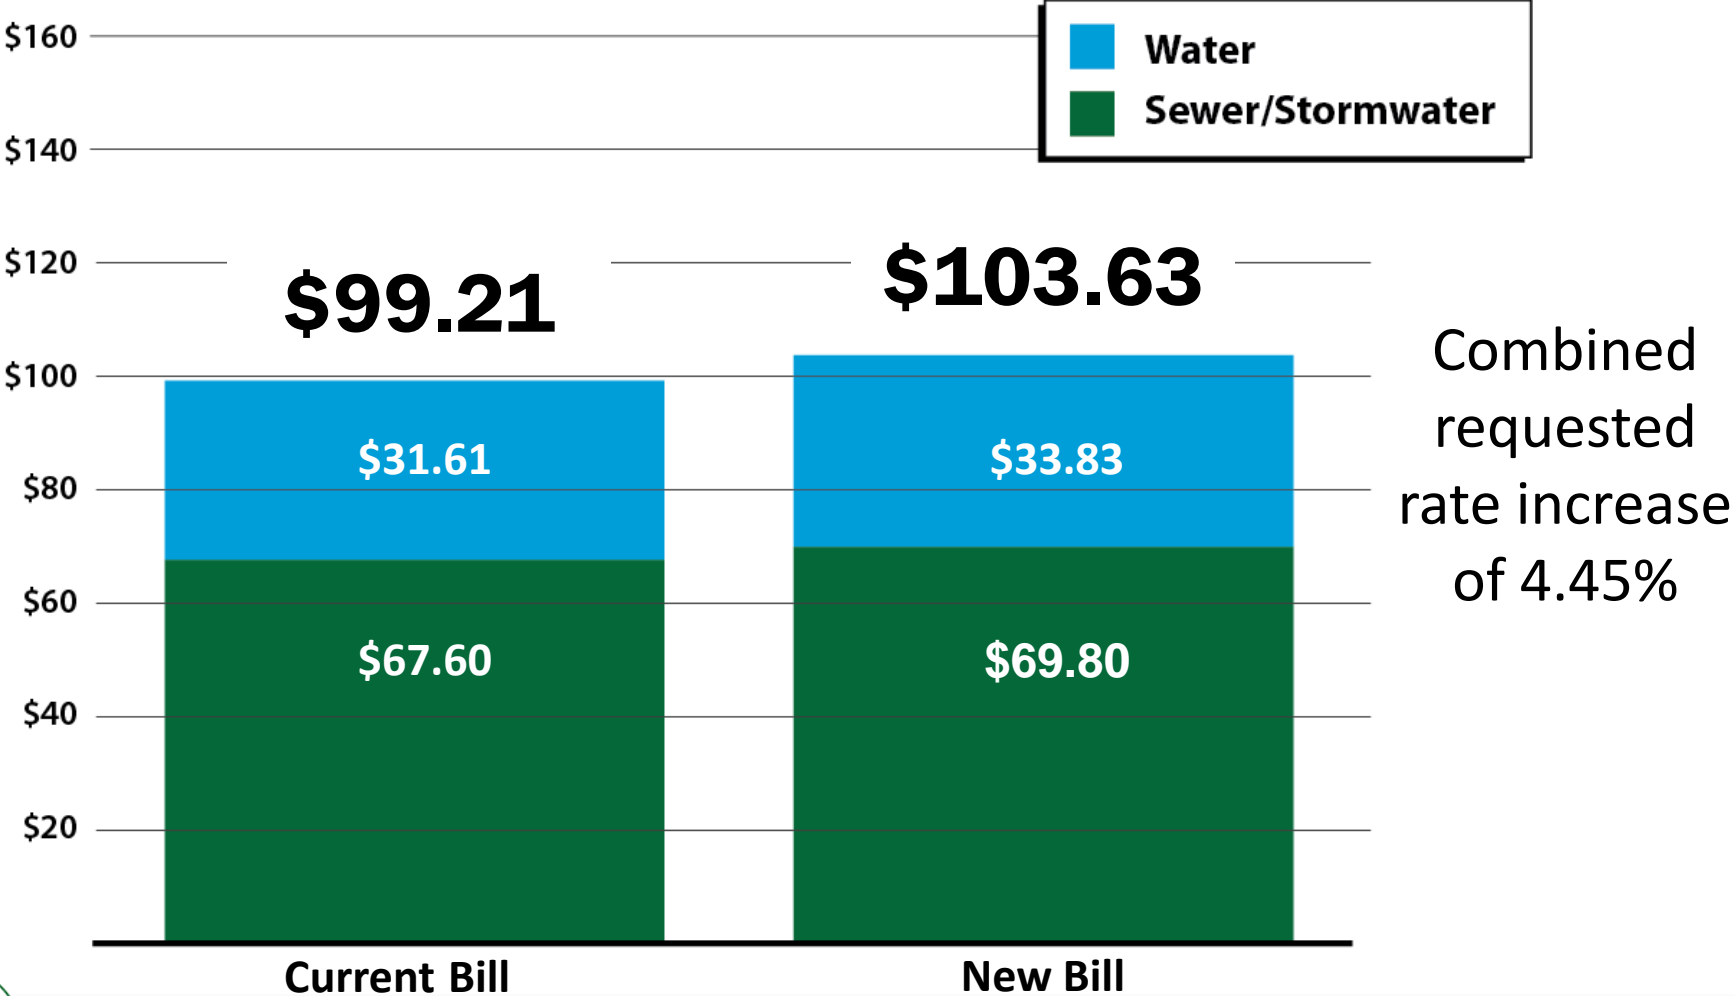 $160
$140
$120
$100
$80
$60
$40
$20
Water
Sewer/Stormwater
$99.21
$103.63
$31.61
$33.83
$67.60
$69.80
Current Bill
New Bill
Combined
requested
rate increase
of 4.45%